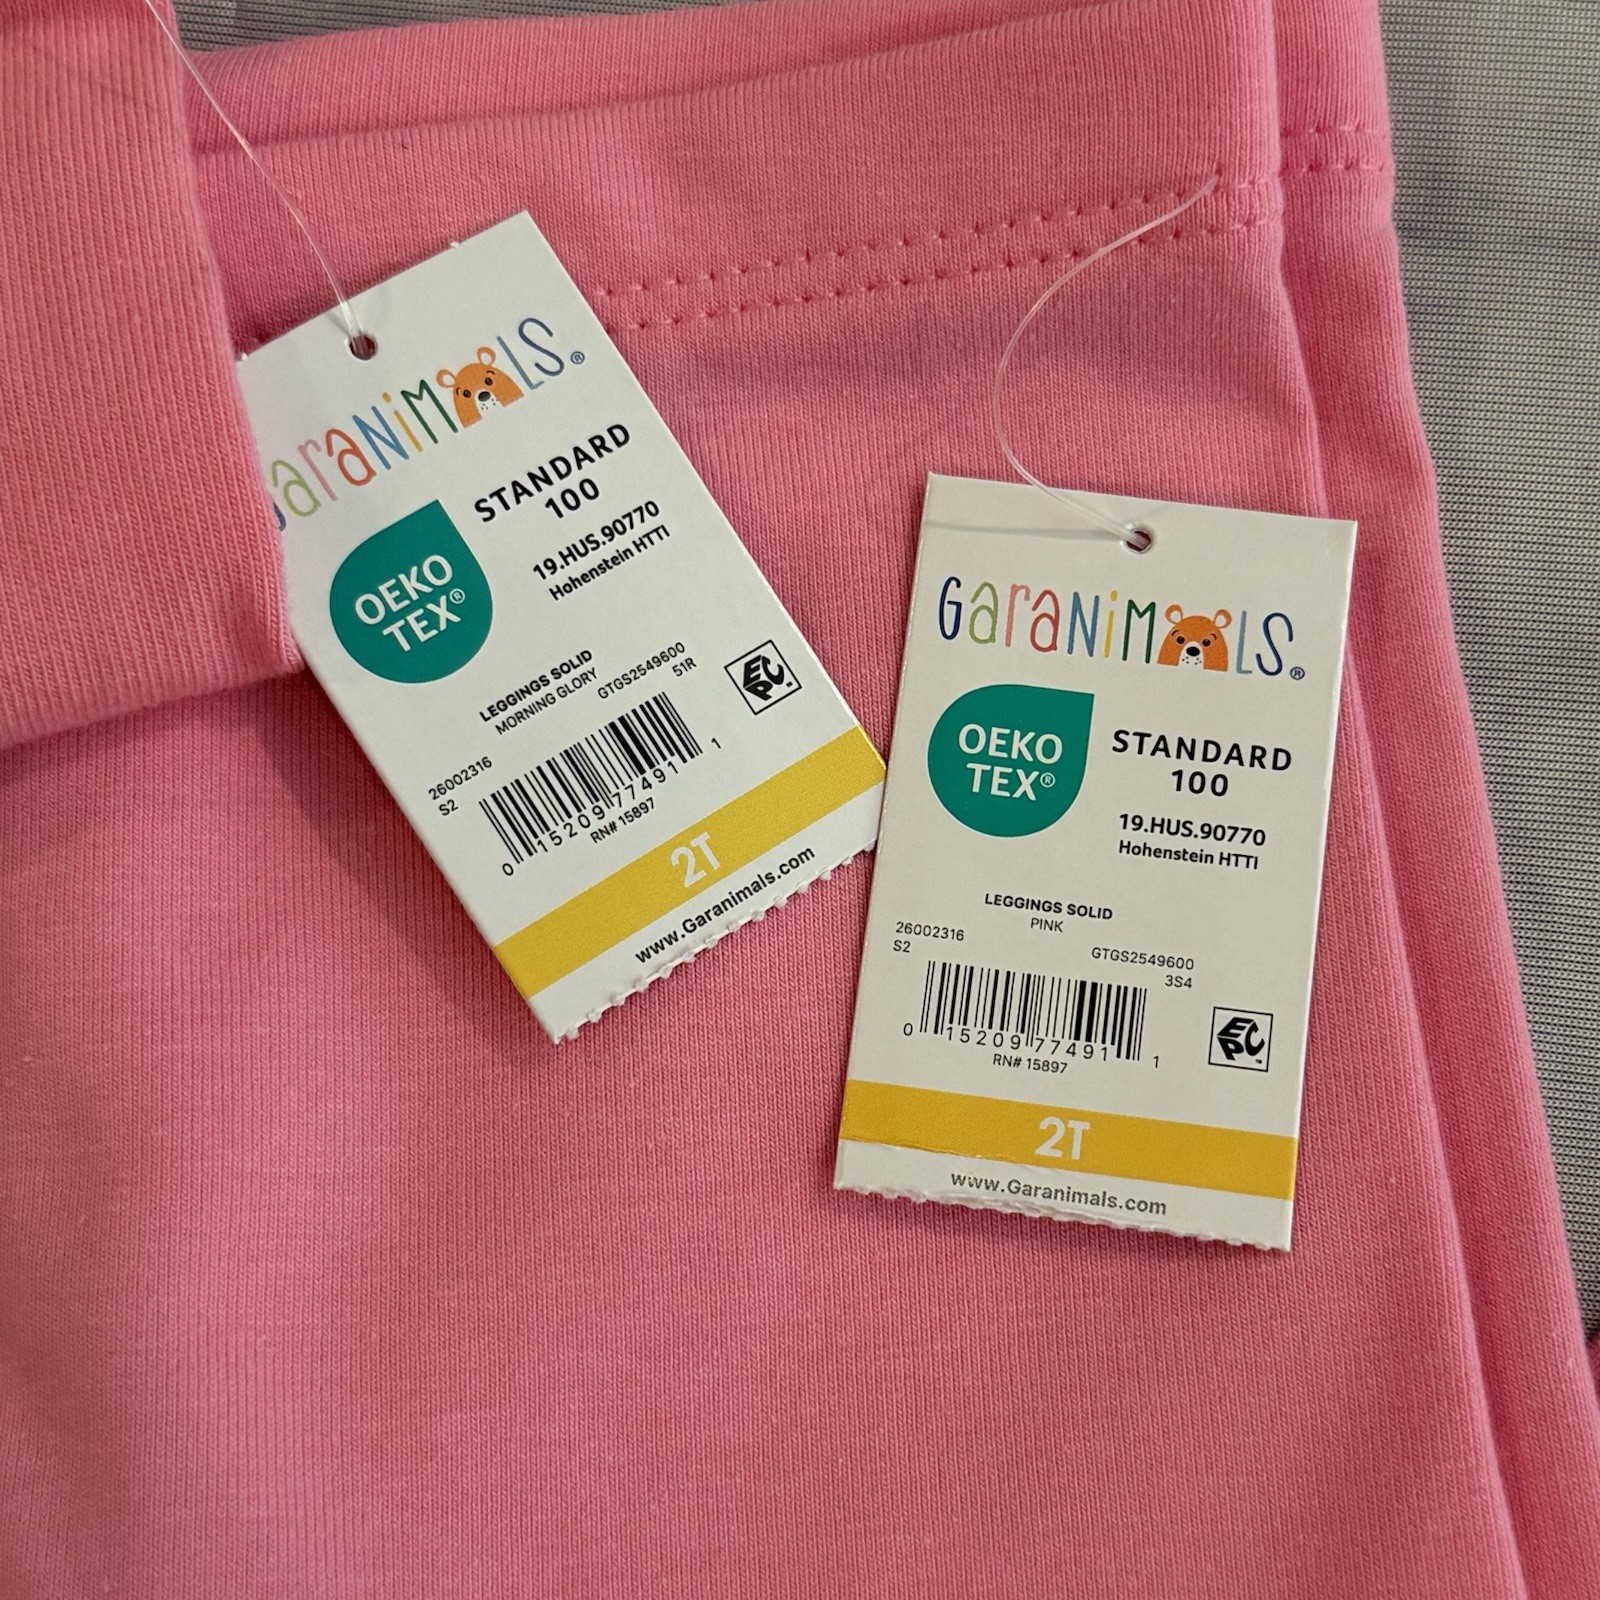 GaraNiMALS®
STANDARD
100
19.HUS.90770
Hohenstein HTTI
OEKO
TEX®
LEGGINGS SOLID
MORNING GLORY
26002316
S2
GTGS2549600
51R
0 15209 77491 1
RN# 15897
EPC
2T
www.Garanimals.com
GaraNiMALS®
OEKO
TEX®
STANDARD
100
19.HUS.90770
Hohenstein HTTI
LEGGINGS SOLID
PINK
26002316
S2
GTGS2549600
3S4
0 15209 77491 1
RN# 15897
EPC™
2T
www.Garanimals.com